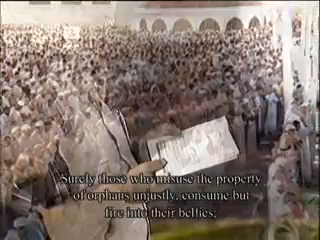 Surely those who misuse the property
of orphans unjustly, consume but
fire into their bellies;